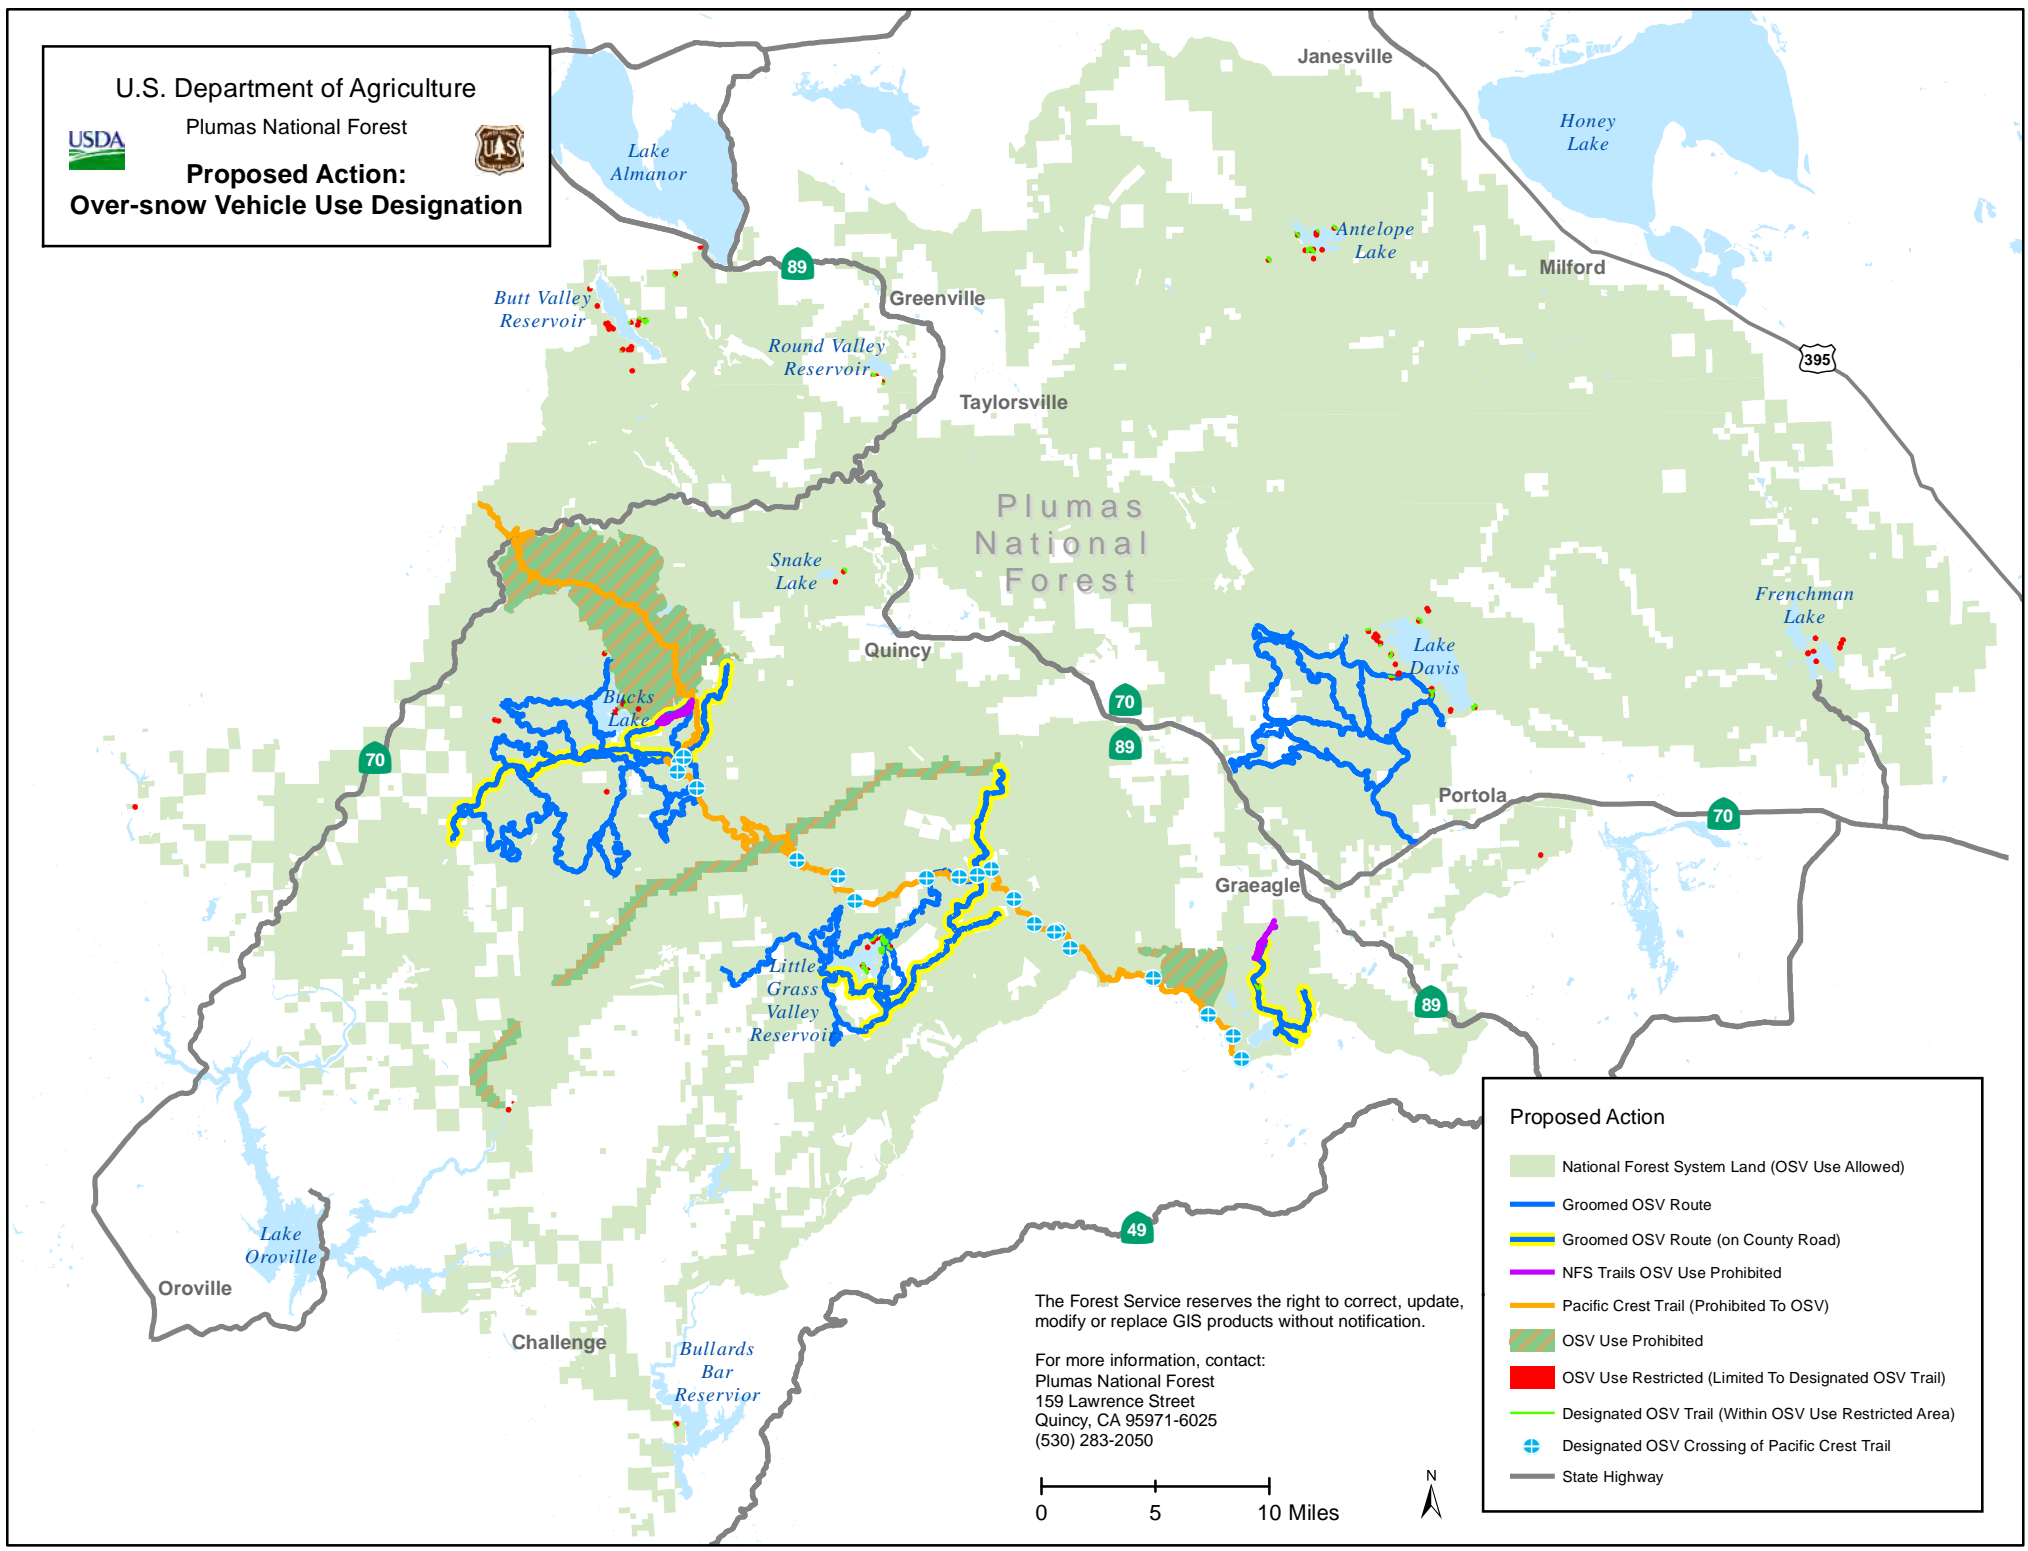 U.S. Department of Agriculture
Plumas National Forest
USDA
U S
Proposed Action:
Over-snow Vehicle Use Designation
Janesville
Honey
Lake
Lake
Almanor
Antelope
Lake
Milford
89
Greenville
Butt Valley
Reservoir
Round Valley
Reservoir
395
Taylorsville
Plumas
National
Forest
Snake
Lake
Frenchman
Lake
Quincy
Lake
Davis
Bucks
Lake
70
89
70
Portola
70
Graeagle
Little
Grass
Valley
Reservoir
89
Lake
Oroville
49
Oroville
Challenge
Bullards
Bar
Reservior
The Forest Service reserves the right to correct, update,
modify or replace GIS products without notification.
For more information, contact:
Plumas National Forest
159 Lawrence Street
Quincy, CA 95971-6025
(530) 283-2050
0 5 10 Miles
N
Proposed Action
National Forest System Land (OSV Use Allowed)
Groomed OSV Route
Groomed OSV Route (on County Road)
NFS Trails OSV Use Prohibited
Pacific Crest Trail (Prohibited To OSV)
OSV Use Prohibited
OSV Use Restricted (Limited To Designated OSV Trail)
Designated OSV Trail (Within OSV Use Restricted Area)
Designated OSV Crossing of Pacific Crest Trail
State Highway